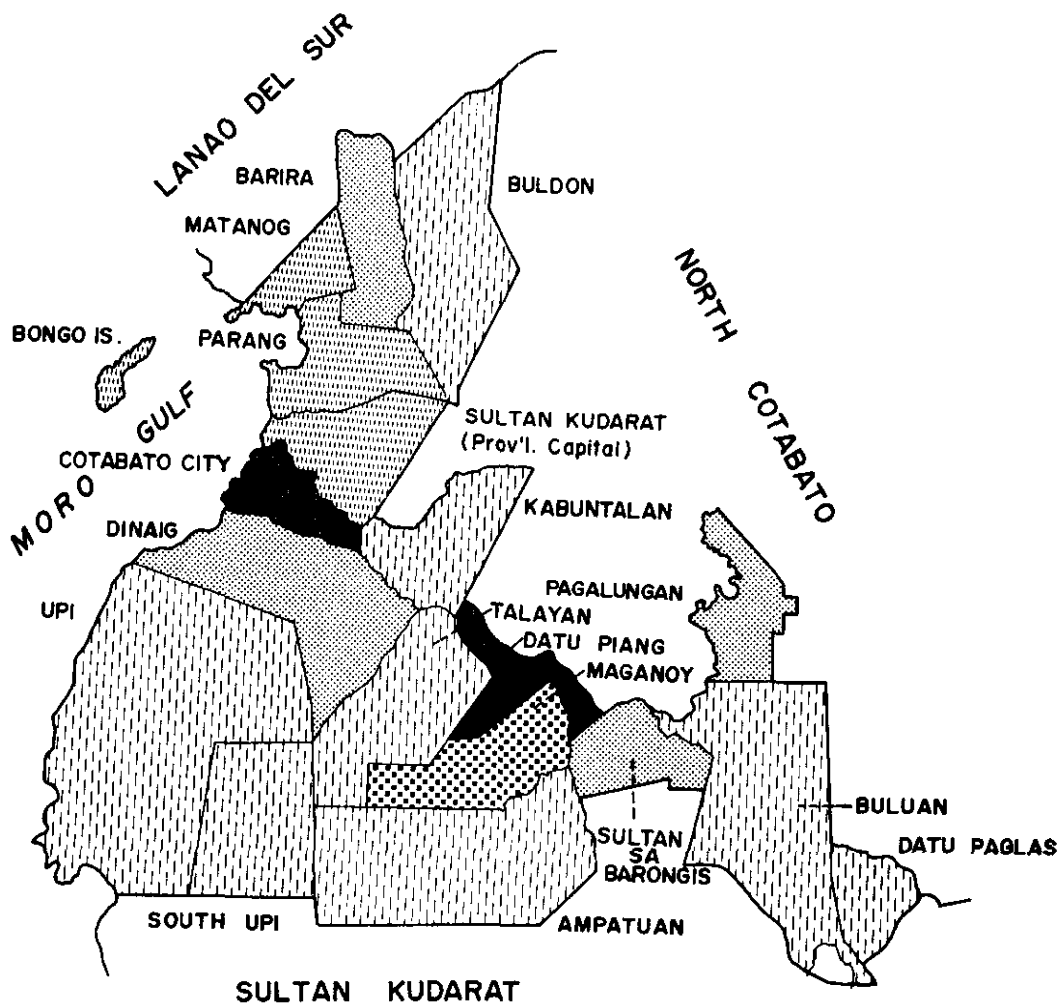 LANAO DEL SUR
BARIRA
BULDON
MATANOG
NORTH COTABATO
BONGO IS.
PARANG
MORO GULF
SULTAN KUDARAT
(Prov'l. Capital)
COTABATO CITY
KABUNTALAN
DINAIG
PAGALUNGAN
UPI
TALAYAN
DATU PIANG
MAGANOY
BULUAN
SULTAN
SA
BARONGIS
DATU PAGLAS
SOUTH UPI
AMPATUAN
SULTAN KUDARAT